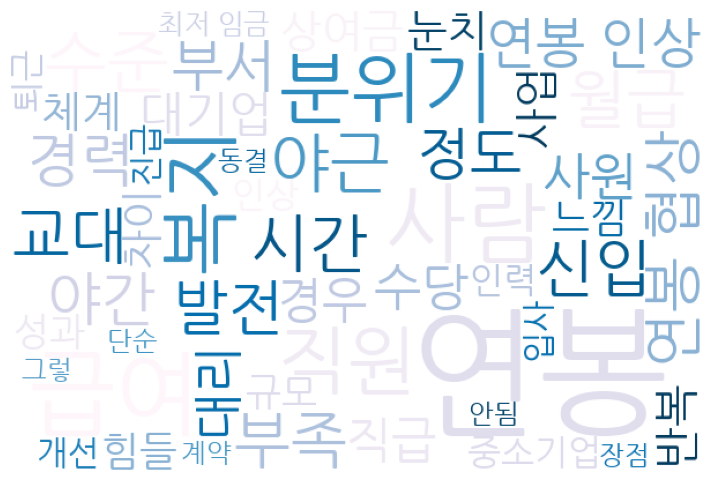 최저 임금
상여금
눈치
연봉 인상
수준
부서
분위기
퇴근
체계
대기업
사업
월급
경력
진급
복지
동결
야근
정도
사원
협상
인상
차이
교대
시간
사람
느낌
신입
야간
발전
경우
수당
인력
연봉
성과
단순
직원
입사
연봉
그렇
급여
대리
규모
안됨
반복
개선
힘들
계약
부족
직급
중소기업
장점